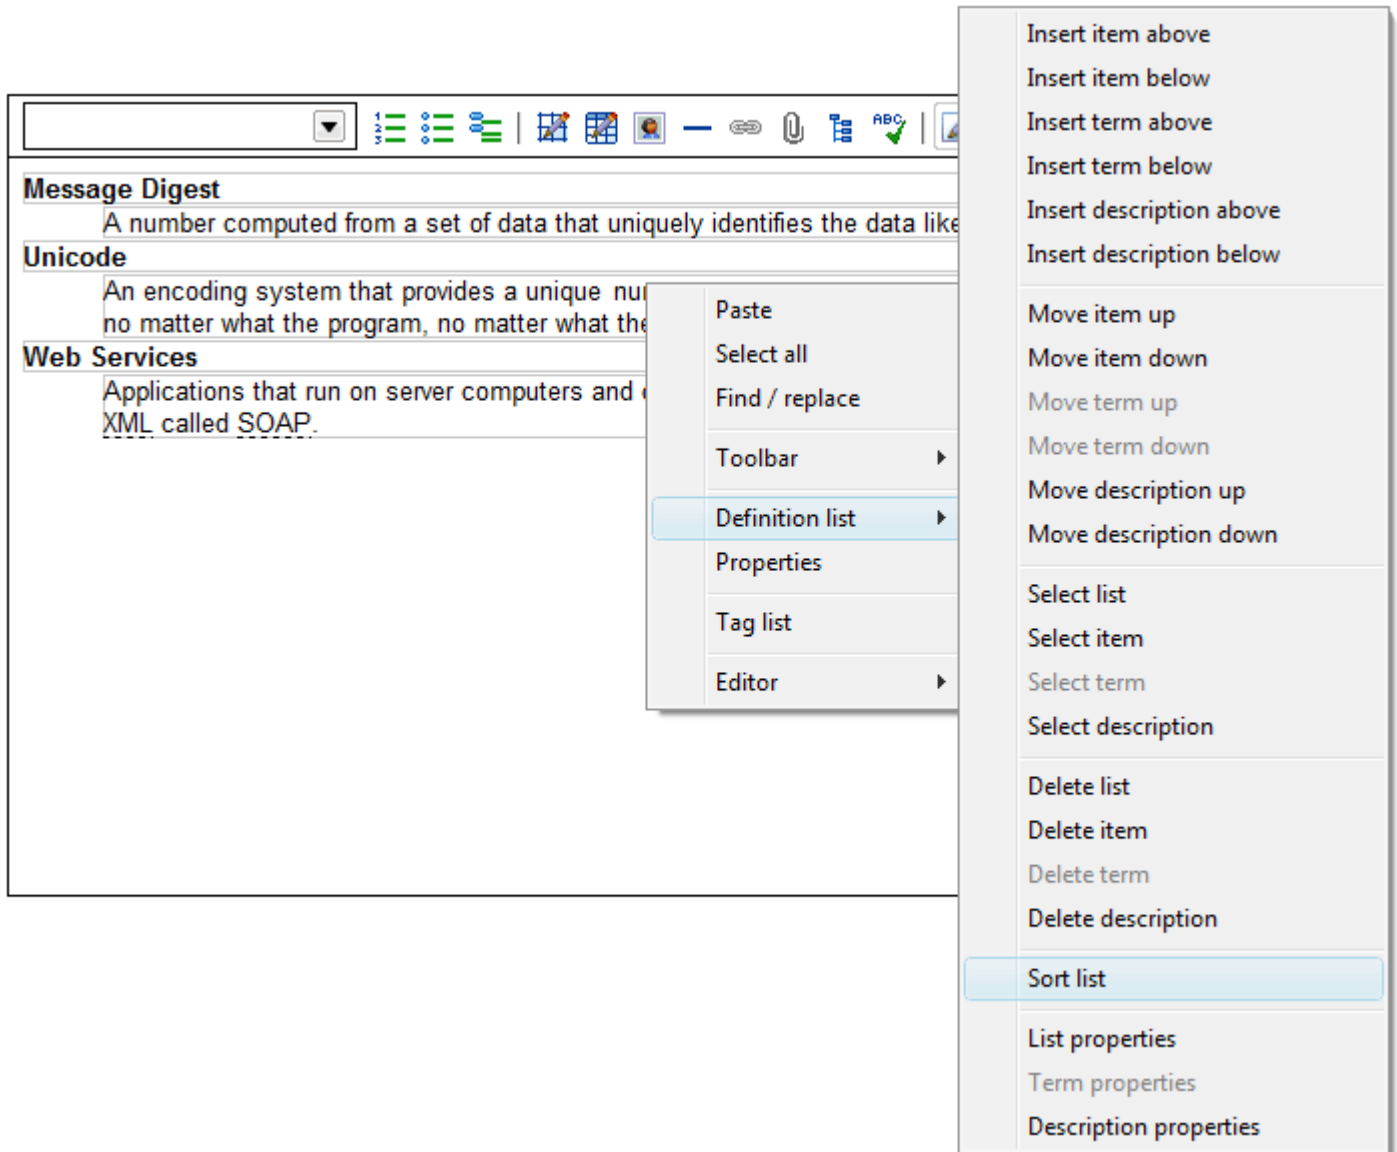 ABC
Message Digest
A number computed from a set of data that uniquely identifies the data like
Unicode
An encoding system that provides a unique
no matter what the program, no matter what the
Web Services
Applications that run on server computers and
XML called SOAP.
Paste
Select all
Find / replace
Toolbar
Definition list
Properties
Tag list
Editor
Insert item above
Insert item below
Insert term above
Insert term below
Insert description above
Insert description below
Move item up
Move item down
Move term up
Move term down
Move description up
Move description down
Select list
Select item
Select term
Select description
Delete list
Delete item
Delete term
Delete description
Sort list
List properties
Term properties
Description properties